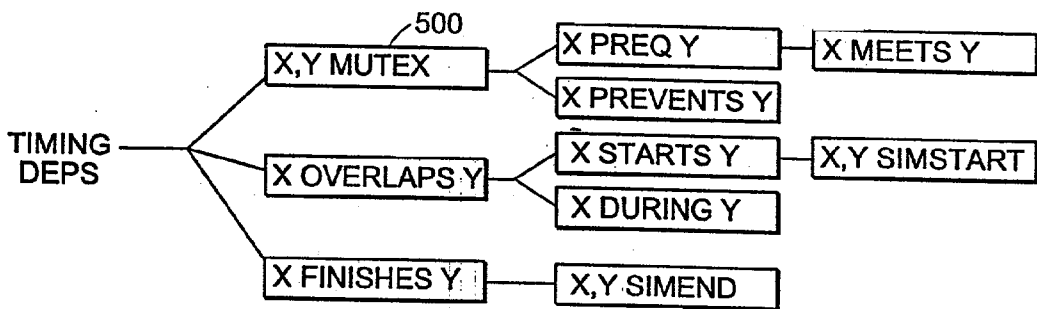 500
X,Y MUTEX
X PREQ Y
X MEETS Y
X PREVENTS Y
TIMING
DEPS
X OVERLAPS Y
X STARTS Y
X,Y SIMSTART
X DURING Y
X FINISHES Y
X,Y SIMEND